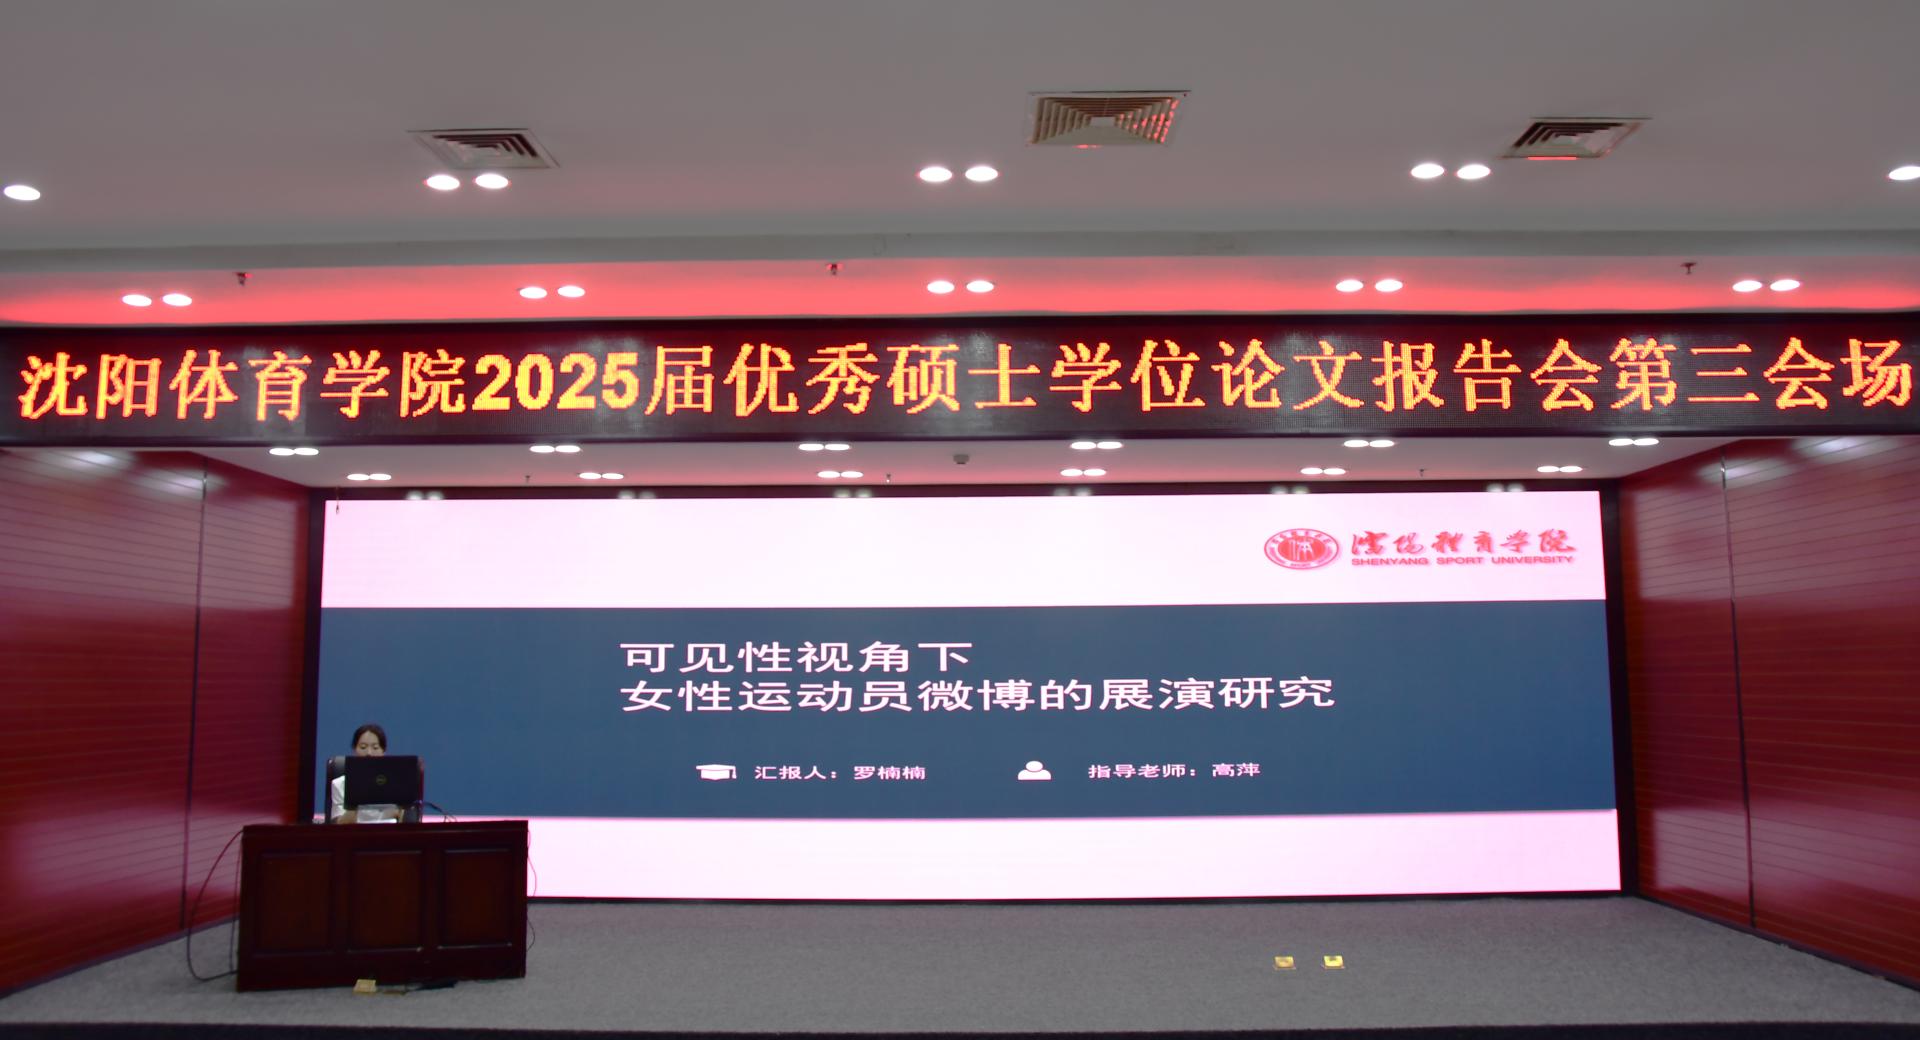 沈阳体育学院2025届优秀硕士学位论文报告会第三会场
沈阳體育学院
SHENYANG SPORT UNIVERSITY
可见性视角下
女性运动员微博的展演研究
汇报人：罗楠楠
指导老师：高萍